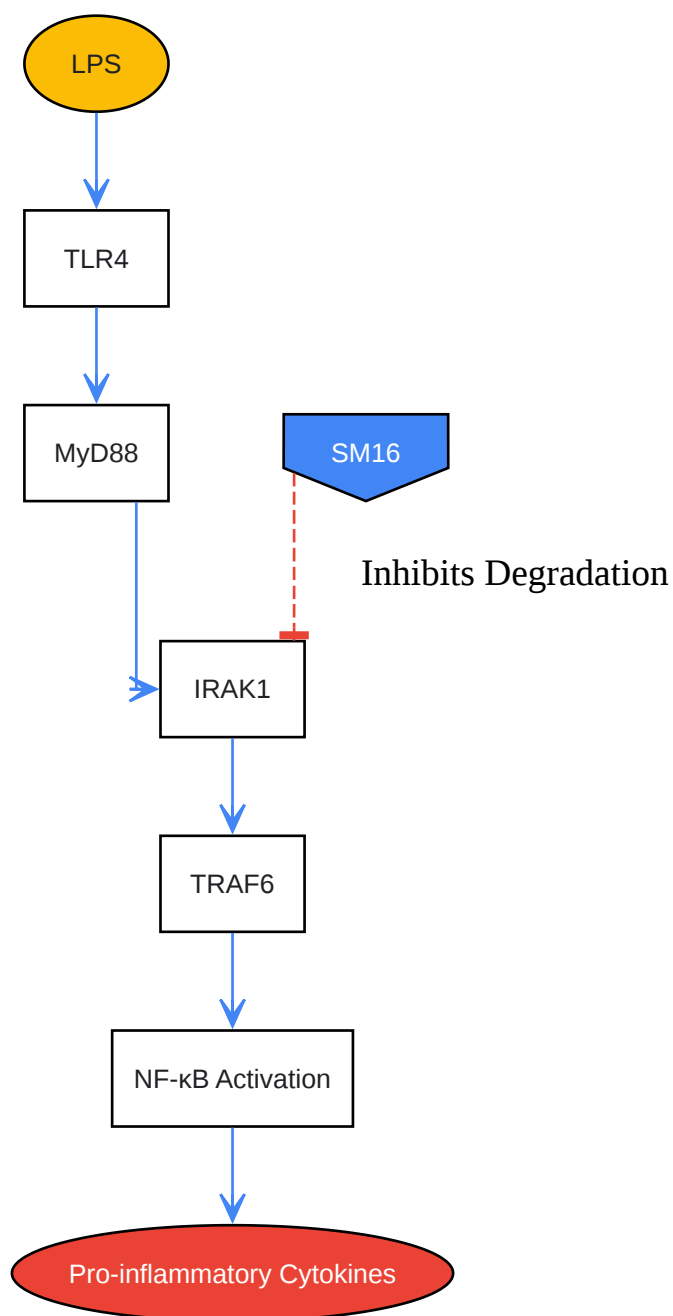 LPS
TLR4
MyD88
SM16
Inhibits Degradation
IRAK1
TRAF6
NF-κB Activation
Pro-inflammatory Cytokines